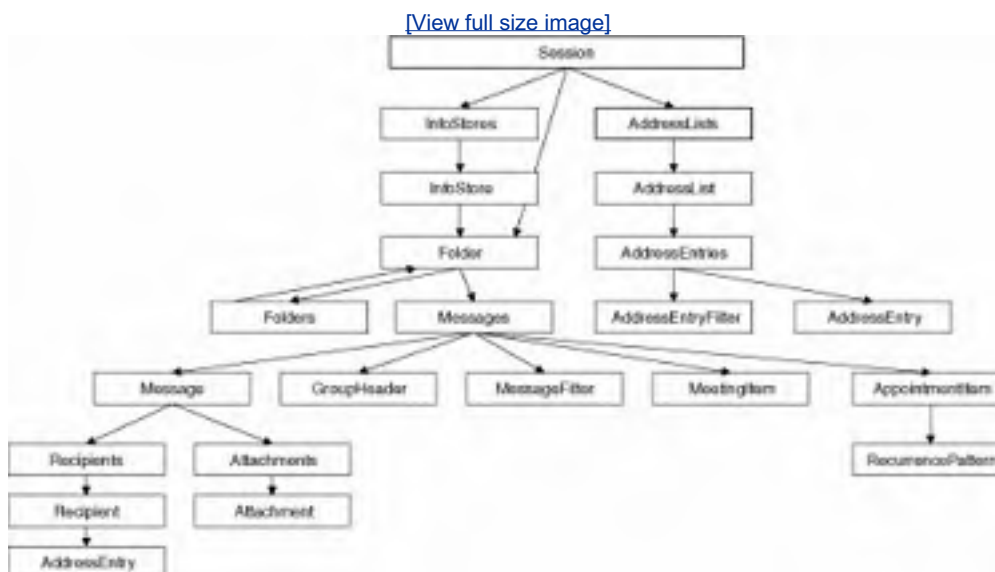 [View full size image]
Session
InfoStores AddressLists
InfoStore AddressList
Folder AddressEntries
Folders Messages AddressEntryFilter AddressEntry
Message GroupHeader MessageFilter MeetingItem AppointmentItem
Recipients Attachments RecurrencePattern
Recipient Attachment
AddressEntry